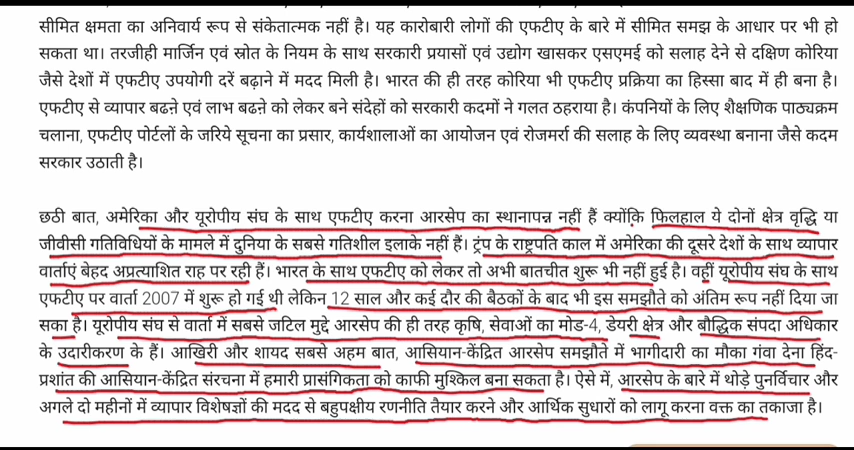 सीमित क्षमता का अनिवार्य रूप से संकेतात्मक नहीं है। यह कारोबारी लोगों की एफटीए के बारे में सीमित समझ के आधार पर भी हो
सकता था। तरजीही मार्जिन एवं स्रोत के नियम के साथ सरकारी प्रयासों एवं उद्योग खासकर एसएमई को सलाह देने से दक्षिण कोरिया
जैसे देशों में एफटीए उपयोगी दरें बढ़ाने में मदद मिली है। भारत की ही तरह कोरिया भी एफटीए प्रक्रिया का हिस्सा बाद में ही बना है।
एफटीए से व्यापार बढऩे एवं लाभ बढऩे को लेकर बने संदेहों को सरकारी कदमों ने गलत ठहराया है। कंपनियों के लिए शैक्षणिक पाठ्यक्रम
चलाना, एफटीए पोर्टलों के जरिये सूचना का प्रसार, कार्यशालाओं का आयोजन एवं रोजमर्रा की सलाह के लिए व्यवस्था बनाना जैसे कदम
सरकार उठाती है।
छठी बात, अमेरिका और यूरोपीय संघ के साथ एफटीए करना आरसेप का स्थानापन्न नहीं हैं क्योंकि फिलहाल ये दोनों क्षेत्र वृद्धि या
जीवीसी गतिविधियों के मामले में दुनिया के सबसे गतिशील इलाके नहीं हैं। ट्रंप के राष्ट्रपति काल में अमेरिका की दूसरे देशों के साथ व्यापार
वार्ताएं बेहद अप्रत्याशित राह पर रही हैं। भारत के साथ एफटीए को लेकर तो अभी बातचीत शुरू भी नहीं हुई है। वहीं यूरोपीय संघ के साथ
एफटीए पर वार्ता 2007 में शुरू हो गई थी लेकिन 12 साल और कई दौर की बैठकों के बाद भी इस समझौते को अंतिम रूप नहीं दिया जा
सका है। यूरोपीय संघ से वार्ता में सबसे जटिल मुद्दे आरसेप की ही तरह कृषि, सेवाओं का मोड-4, डेयरी क्षेत्र और बौद्धिक संपदा अधिकार
के उदारीकरण के हैं। आखिरी और शायद सबसे अहम बात, आसियान-केंद्रित आरसेप समझौते में भागीदारी का मौका गंवा देना हिंद-
प्रशांत की आसियान-केंद्रित संरचना में हमारी प्रासंगिकता को काफी मुश्किल बना सकता है। ऐसे में, आरसेप के बारे में थोड़े पुनर्विचार और
अगले दो महीनों में व्यापार विशेषज्ञों की मदद से बहुपक्षीय रणनीति तैयार करने और आर्थिक सुधारों को लागू करना वक्त का तकाजा है।